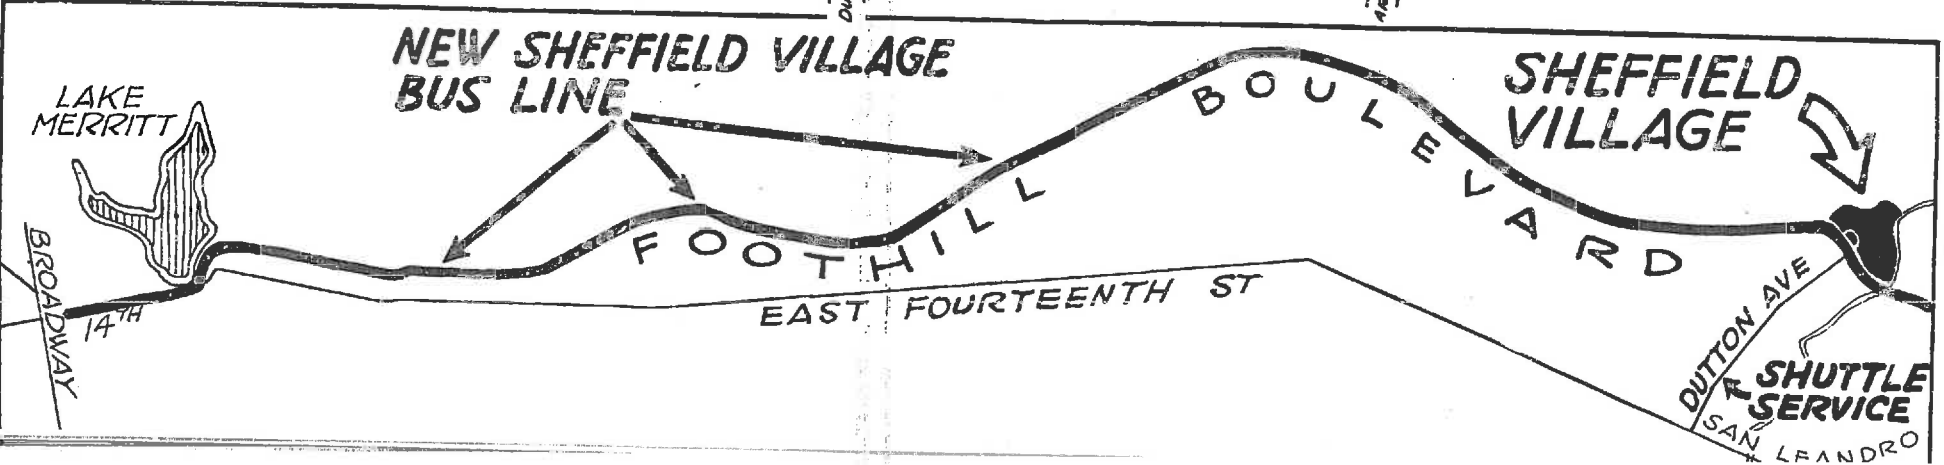 NEW SHEFFIELD VILLAGE
BUS LINE
SHEFFIELD
VILLAGE
LAKE
MERRITT
BOULEVARD
FOOTHILL
BROADWAY
14TH
EAST FOURTEENTH ST
DUTTON AVE
SHUTTLE
SERVICE
SAN LEANDRO